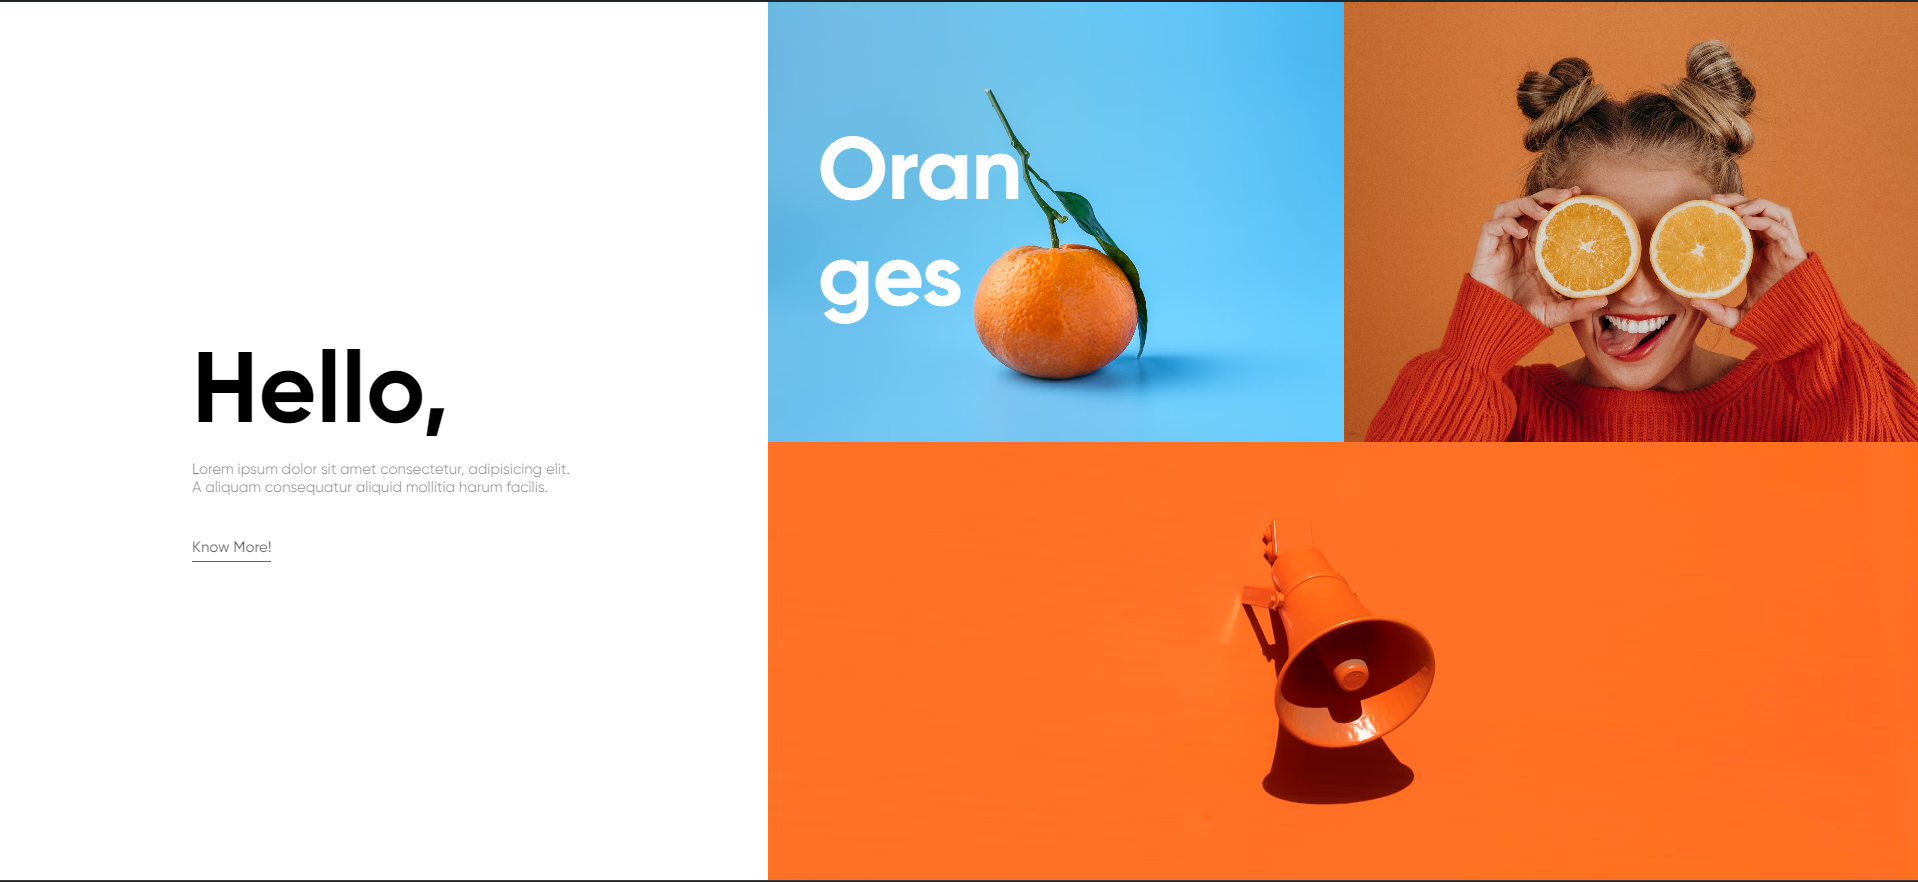 Hello,
Lorem ipsum dolor sit amet consectetur, adipisicing elit.
A aliquam consequatur aliquid mollitia harum facilis.
Know More!
Oran
ges